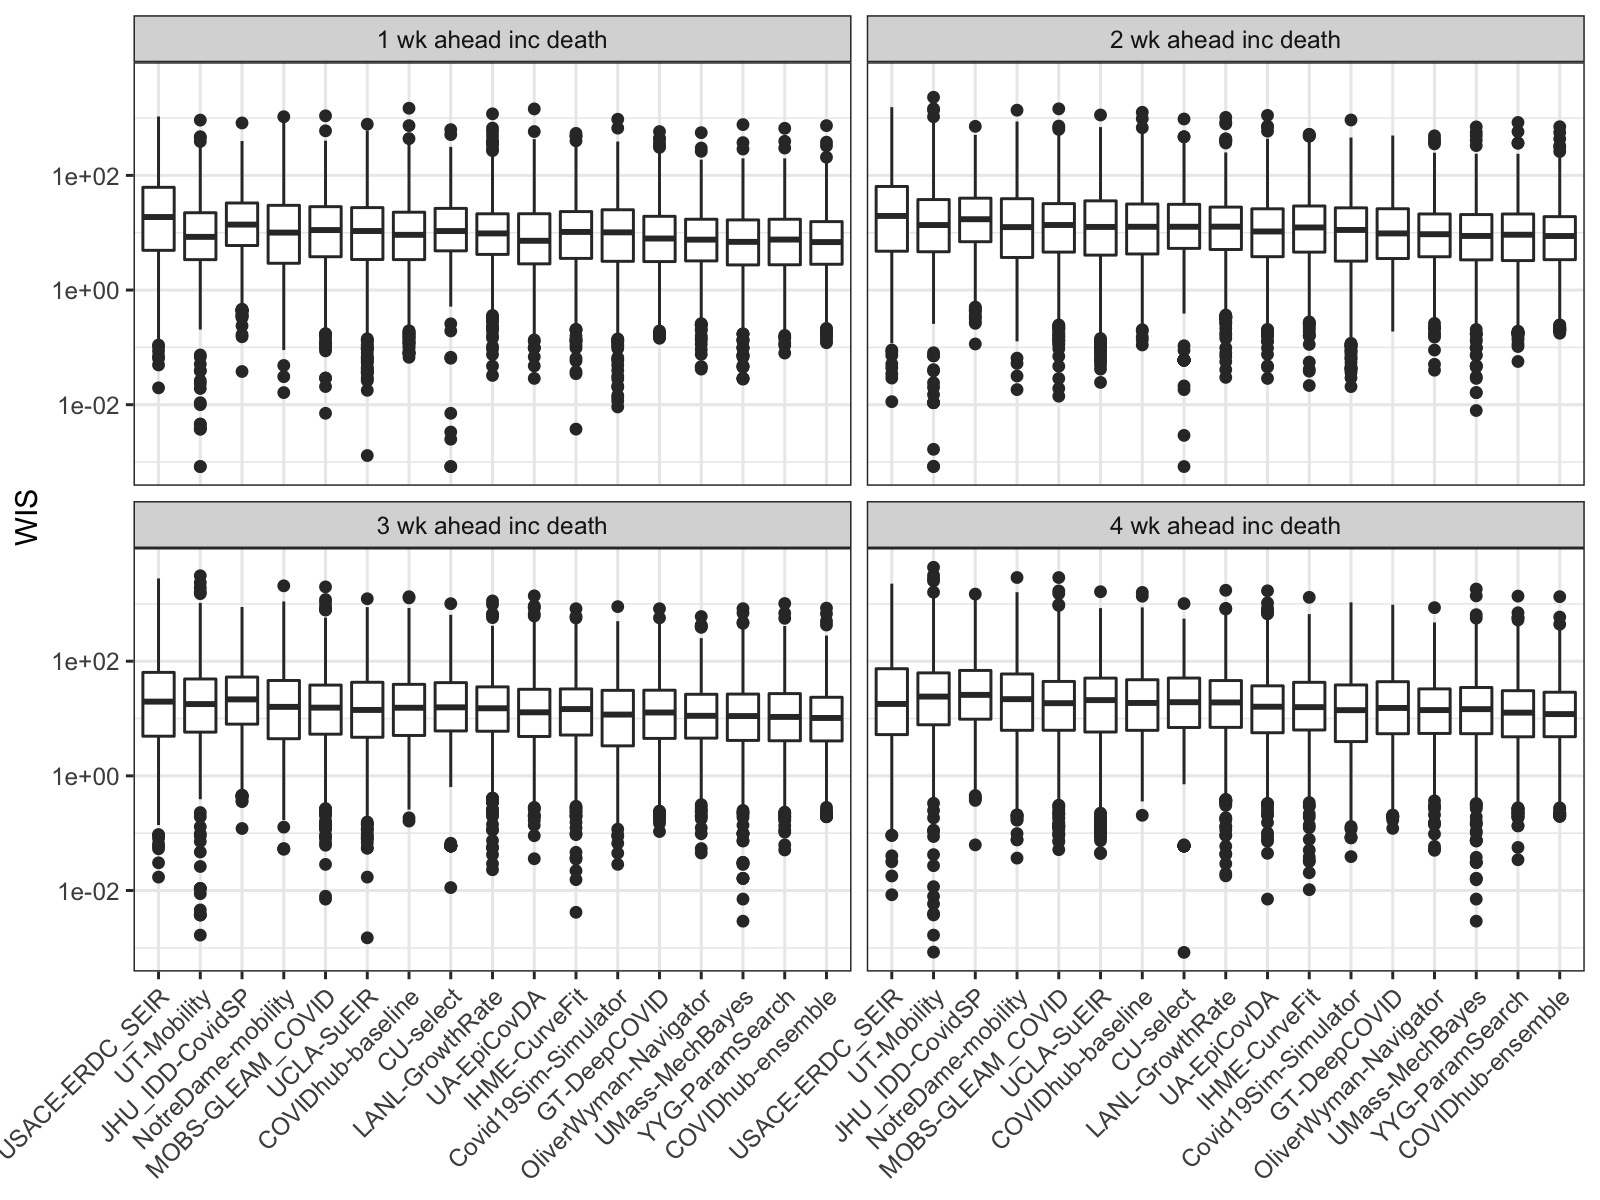 1 wk ahead inc death
2 wk ahead inc death
1e+02
1e+00
1e-02
WIS
3 wk ahead inc death
4 wk ahead inc death
1e+02
1e+00
1e-02
USACE-ERDC_SEIR
UT-Mobility
JHU_IDD-CovidSP
NotreDame-mobility
MOBS-GLEAM_COVID
UCLA-SuEIR
COVIDhub-baseline
CU-select
LANL-GrowthRate
UA-EpiCovDA
IHME-CurveFit
Covid19Sim-Simulator
GT-DeepCOVID
OliverWyman-Navigator
UMass-MechBayes
YYG-ParamSearch
COVIDhub-ensemble
USACE-ERDC_SEIR
UT-Mobility
JHU_IDD-CovidSP
NotreDame-mobility
MOBS-GLEAM_COVID
UCLA-SuEIR
COVIDhub-baseline
CU-select
LANL-GrowthRate
UA-EpiCovDA
IHME-CurveFit
Covid19Sim-Simulator
GT-DeepCOVID
OliverWyman-Navigator
UMass-MechBayes
YYG-ParamSearch
COVIDhub-ensemble